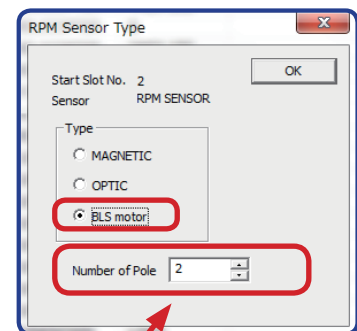 RPM Sensor Type
x
Start Slot No. 2
OK
Sensor RPM SENSOR
Type
MAGNETIC
OPTIC
BLS motor
Number of Pole 2